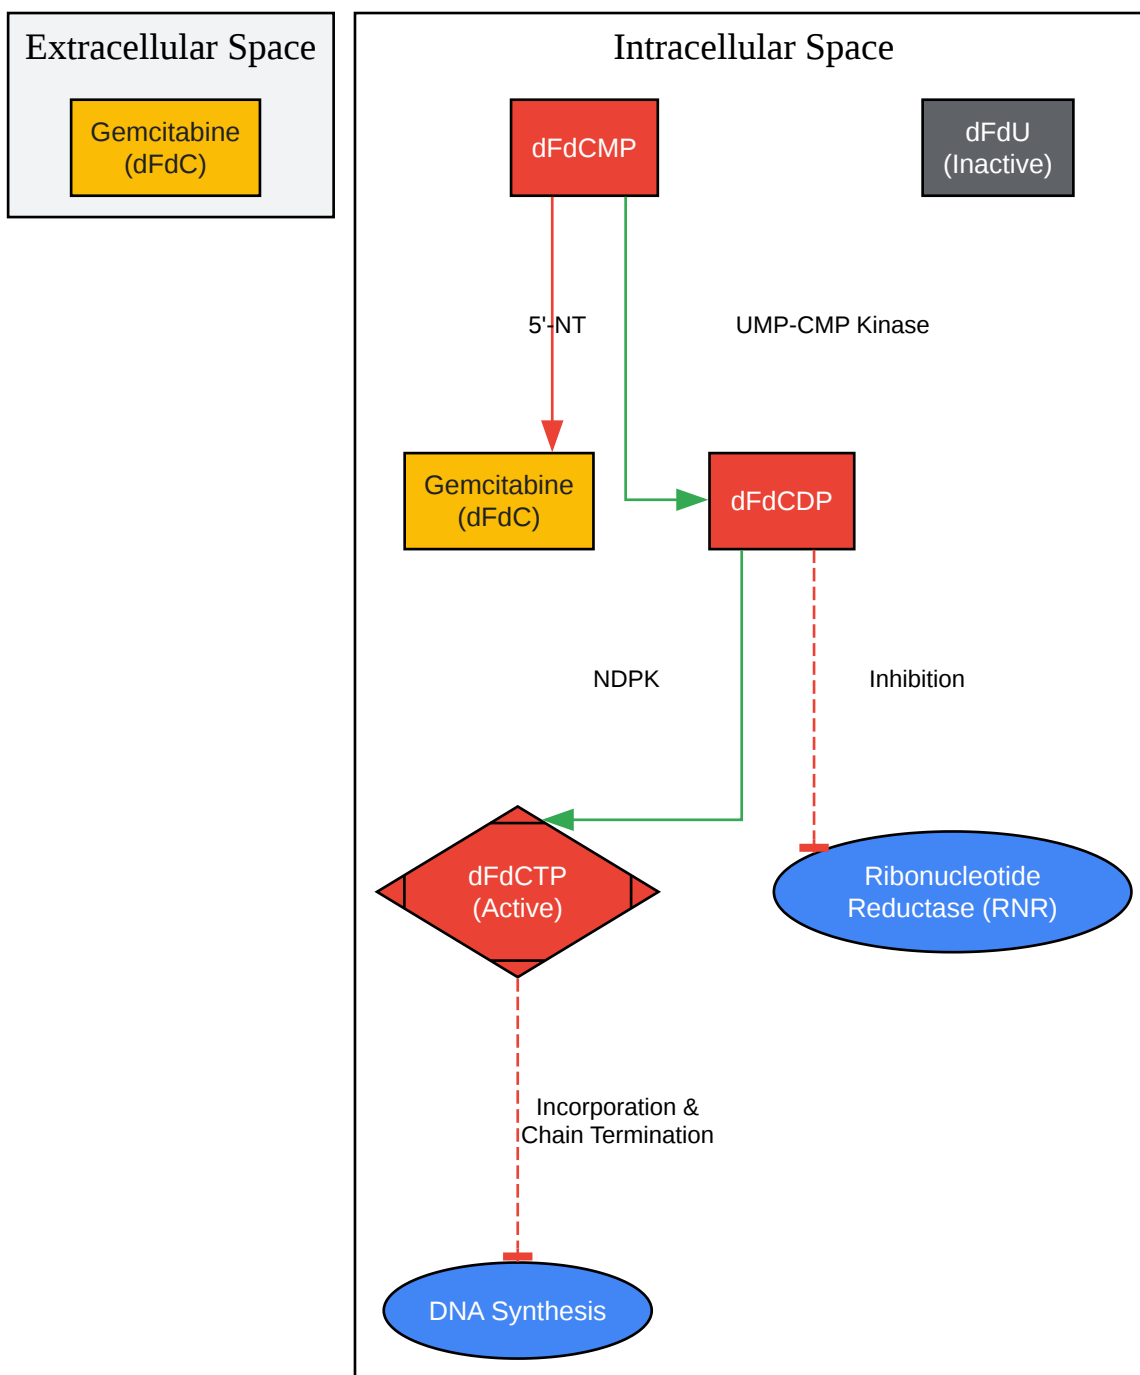 Extracellular Space
Intracellular Space
Gemcitabine
(dFdC)
dFdCMP
dFdU
(Inactive)
5'-NT
UMP-CMP Kinase
Gemcitabine
(dFdC)
dFdCDP
NDPK
Inhibition
dFdCTP
(Active)
Ribonucleotide
Reductase (RNR)
Incorporation &
Chain Termination
DNA Synthesis